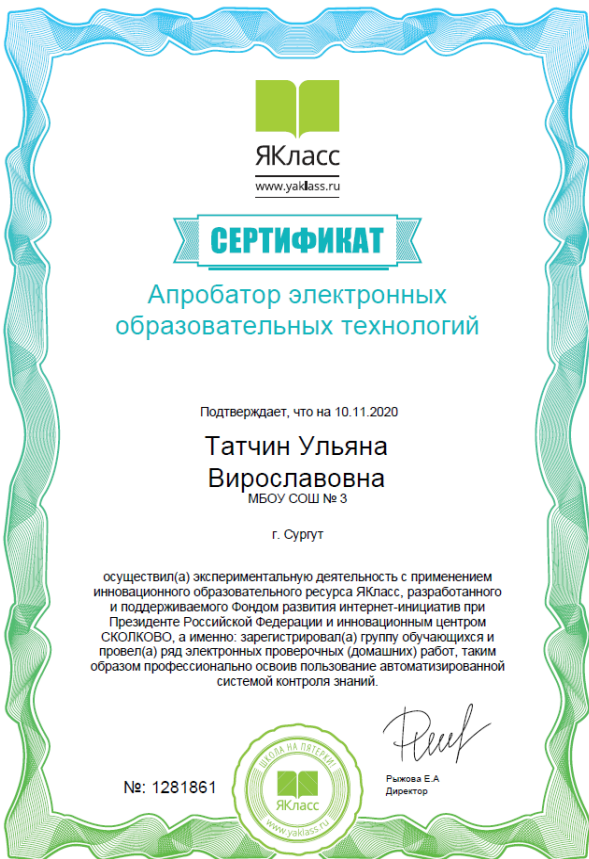 ЯКласс
www.yaklass.ru
СЕРТИФИКАТ
Апробатор электронных
образовательных технологий
Подтверждает, что на 10.11.2020
Татчин Ульяна
Вирославовна
МБОУ СОШ № 3
г. Сургут
осуществил(а) экспериментальную деятельность с применением
инновационного образовательного ресурса ЯКласс, разработанного
и поддерживаемого Фондом развития интернет-инициатив при
Президенте Российской Федерации и инновационным центром
СКОЛКОВО, а именно: зарегистрировал(а) группу обучающихся и
провел(а) ряд электронных проверочных (домашних) работ, таким
образом профессионально освоив пользование автоматизированной
системой контроля знаний.
№: 1281861
ШКОЛА НА ПЯТЕРКИ!
ЯКласс
www.yaklass.ru
Рыжова Е.А
Директор